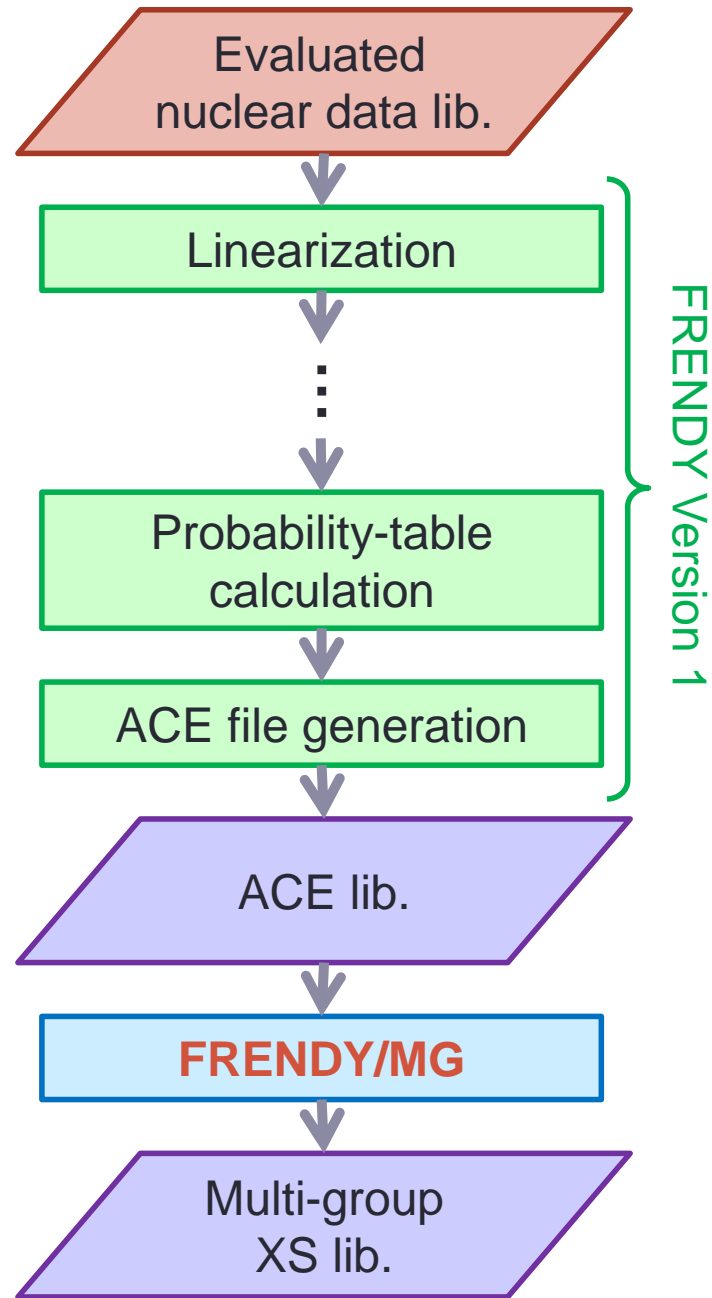 Evaluated
nuclear data lib.
Linearization
⋮
Probability-table
calculation
ACE file generation
FRENDY Version 1
ACE lib.
FRENDY/MG
Multi-group
XS lib.